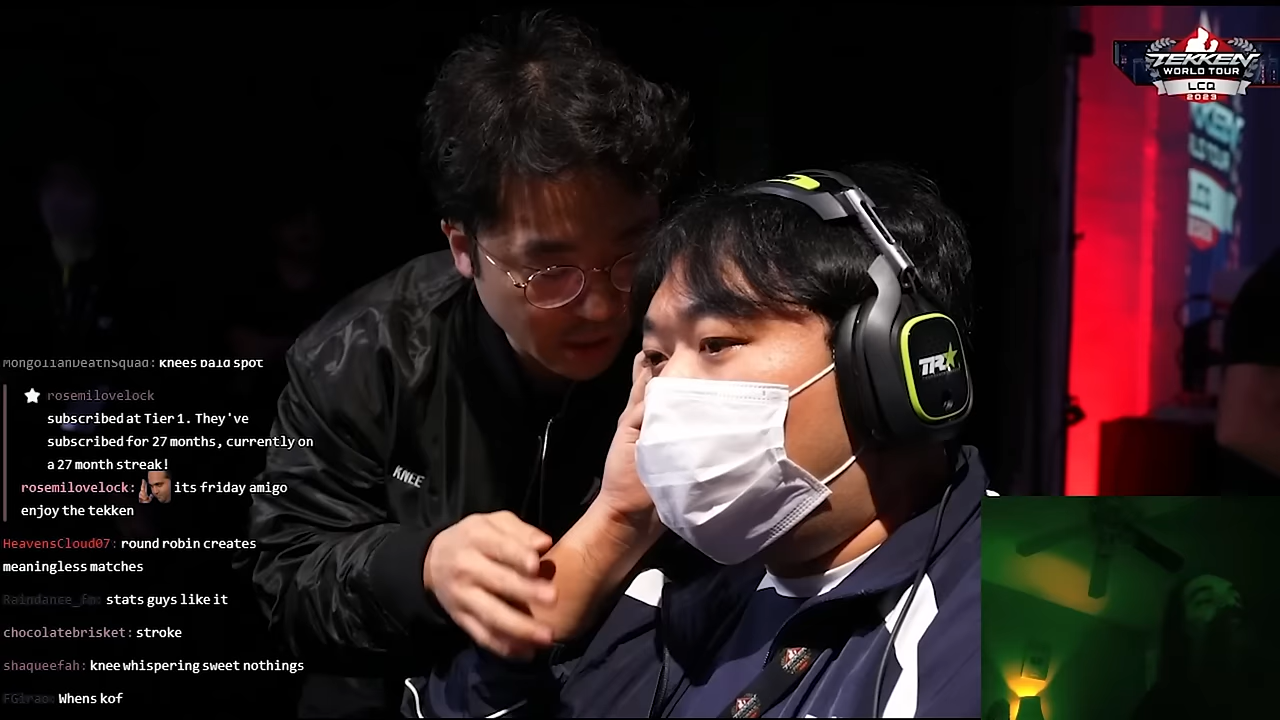 TEKKEN
WORLD TOUR
LCQ
2023
MongolianDeathSquad: knees bald spot
rosemilovelock
subscribed at Tier 1. They've
subscribed for 27 months, currently on
a 27 month streak!
rosemilovelock: its friday amigo
enjoy the tekken
HeavensCloud07: round robin creates
meaningless matches
Raindance_fm: stats guys like it
chocolatebrisket: stroke
shaqueefah: knee whispering sweet nothings
FGirao: Whens kof
KNEE